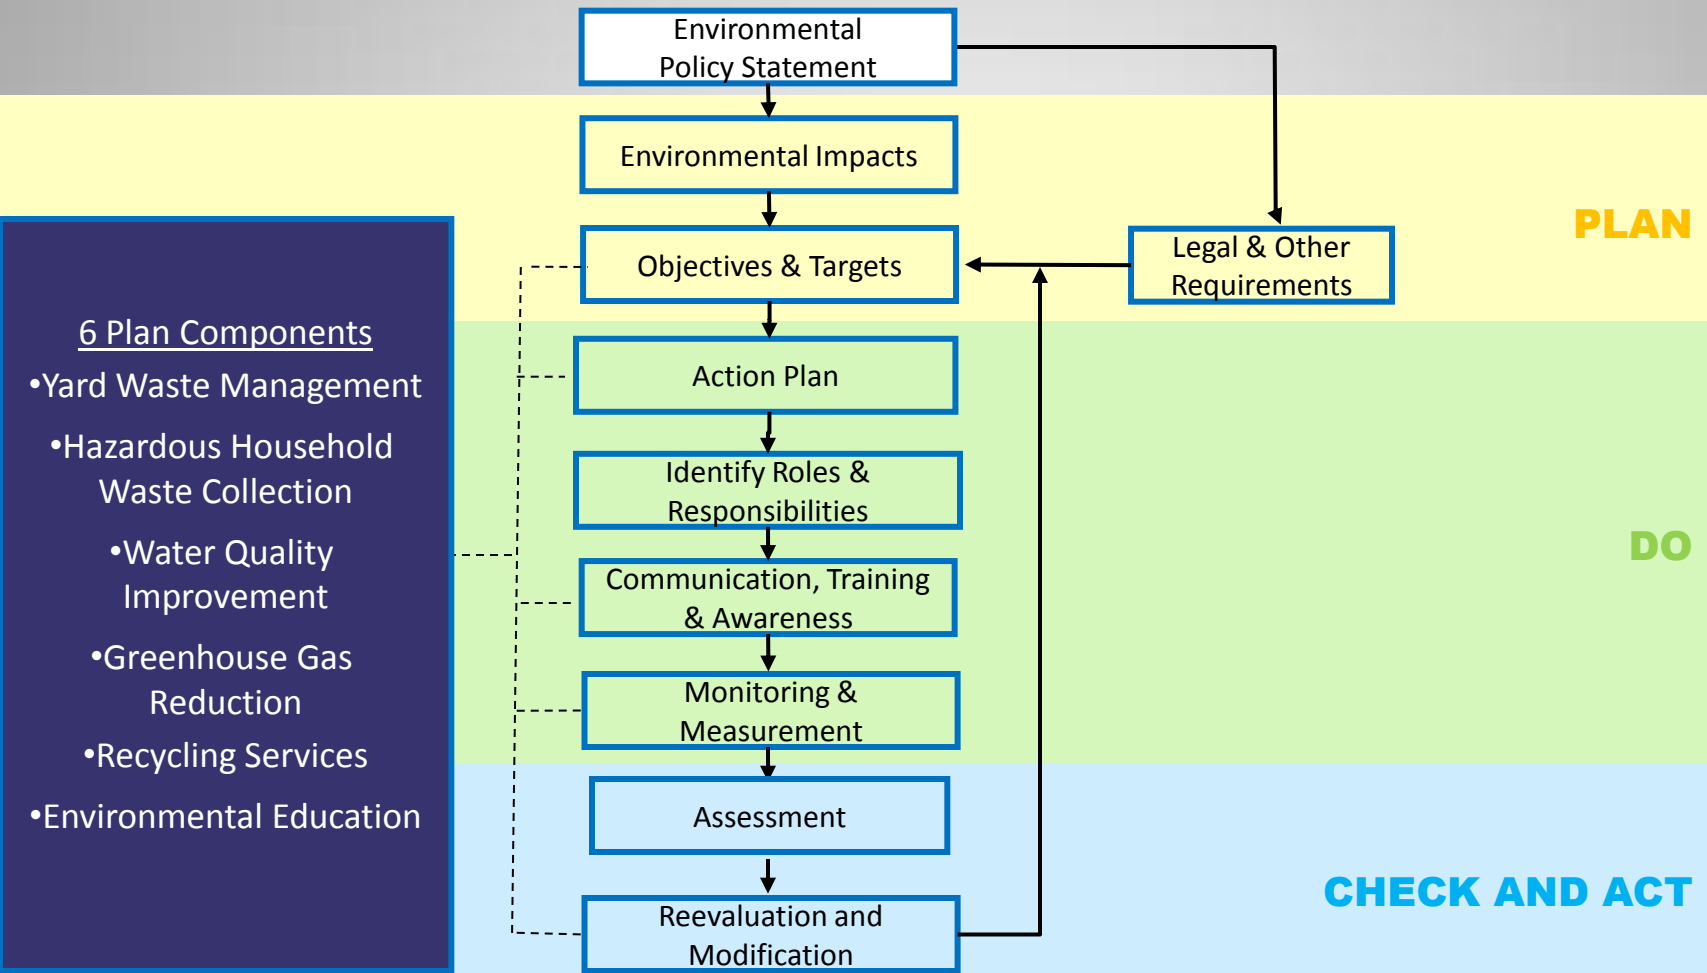 Environmental
Policy Statement
Environmental Impacts
Objectives & Targets
Legal & Other
Requirements
PLAN
6 Plan Components
•Yard Waste Management
•Hazardous Household
Waste Collection
•Water Quality
Improvement
•Greenhouse Gas
Reduction
•Recycling Services
•Environmental Education
Action Plan
Identify Roles &
Responsibilities
Communication, Training
& Awareness
Monitoring &
Measurement
DO
Assessment
Reevaluation and
Modification
CHECK AND ACT